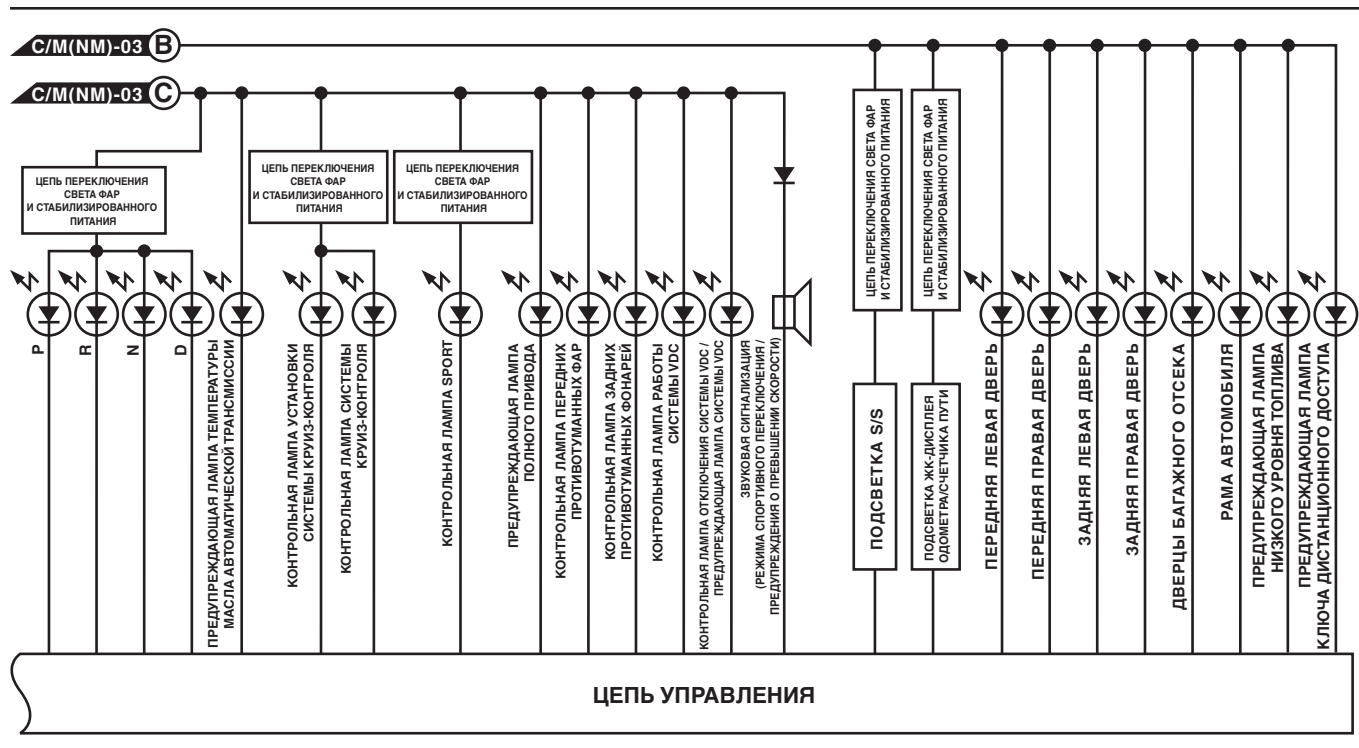 C/M(NM)-03 B
C/M(NM)-03 C
ЦЕПЬ ПЕРЕКЛЮЧЕНИЯ
СВЕТА ФАР
И СТАБИЛИЗИРОВАННОГО
ПИТАНИЯ
ЦЕПЬ ПЕРЕКЛЮЧЕНИЯ
СВЕТА ФАР
И СТАБИЛИЗИРОВАННОГО
ПИТАНИЯ
ЦЕПЬ ПЕРЕКЛЮЧЕНИЯ
СВЕТА ФАР
И СТАБИЛИЗИРОВАННОГО
ПИТАНИЯ
ЦЕПЬ ПЕРЕКЛЮЧЕНИЯ СВЕТА ФАР
И СТАБИЛИЗИРОВАННОГО ПИТАНИЯ
ЦЕПЬ ПЕРЕКЛЮЧЕНИЯ СВЕТА ФАР
И СТАБИЛИЗИРОВАННОГО ПИТАНИЯ
P
R
N
D
ПРЕДУПРЕЖДАЮЩАЯ ЛАМПА ТЕМПЕРАТУРЫ
МАСЛА АВТОМАТИЧЕСКОЙ ТРАНСМИССИИ
КОНТРОЛЬНАЯ ЛАМПА УСТАНОВКИ
СИСТЕМЫ КРУИЗ-КОНТРОЛЯ
КОНТРОЛЬНАЯ ЛАМПА СИСТЕМЫ
КРУИЗ-КОНТРОЛЯ
КОНТРОЛЬНАЯ ЛАМПА SPORT
ПРЕДУПРЕЖДАЮЩАЯ ЛАМПА
ПОЛНОГО ПРИВОДА
КОНТРОЛЬНАЯ ЛАМПА ПЕРЕДНИХ
ПРОТИВОТУМАННЫХ ФАР
КОНТРОЛЬНАЯ ЛАМПА ЗАДНИХ
ПРОТИВОТУМАННЫХ ФОНАРЕЙ
КОНТРОЛЬНАЯ ЛАМПА РАБОТЫ
СИСТЕМЫ VDC
КОНТРОЛЬНАЯ ЛАМПА ОТКЛЮЧЕНИЯ СИСТЕМЫ VDC /
ПРЕДУПРЕЖДАЮЩАЯ ЛАМПА СИСТЕМЫ VDC
ЗВУКОВАЯ СИГНАЛИЗАЦИЯ
(РЕЖИМА СПОРТИВНОГО ПЕРЕКЛЮЧЕНИЯ /
ПРЕДУПРЕЖДЕНИЯ О ПРЕВЫШЕНИИ СКОРОСТИ)
ПОДСВЕТКА S/S
ПОДСВЕТКА ЖК-ДИСПЛЕЯ
ОДОМЕТРА/СЧЕТЧИКА ПУТИ
ПЕРЕДНЯЯ ЛЕВАЯ ДВЕРЬ
ПЕРЕДНЯЯ ПРАВАЯ ДВЕРЬ
ЗАДНЯЯ ЛЕВАЯ ДВЕРЬ
ЗАДНЯЯ ПРАВАЯ ДВЕРЬ
ДВЕРЦЫ БАГАЖНОГО ОТСЕКА
РАМА АВТОМОБИЛЯ
ПРЕДУПРЕЖДАЮЩАЯ ЛАМПА
НИЗКОГО УРОВНЯ ТОПЛИВА
ПРЕДУПРЕЖДАЮЩАЯ ЛАМПА
КЛЮЧА ДИСТАНЦИОННОГО ДОСТУПА
ЦЕПЬ УПРАВЛЕНИЯ